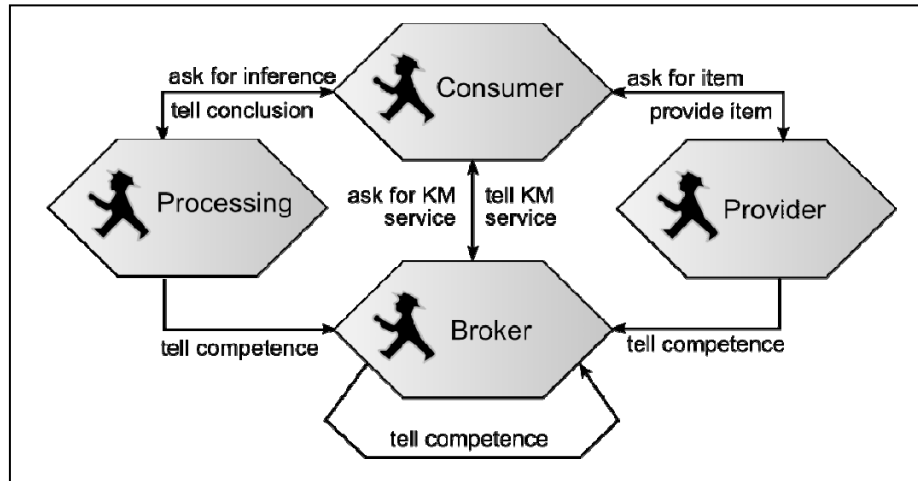 ask for inference
tell conclusion
Consumer
ask for item
provide item
Processing
ask for KM
service
tell KM
service
Provider
tell competence
Broker
tell competence
tell competence